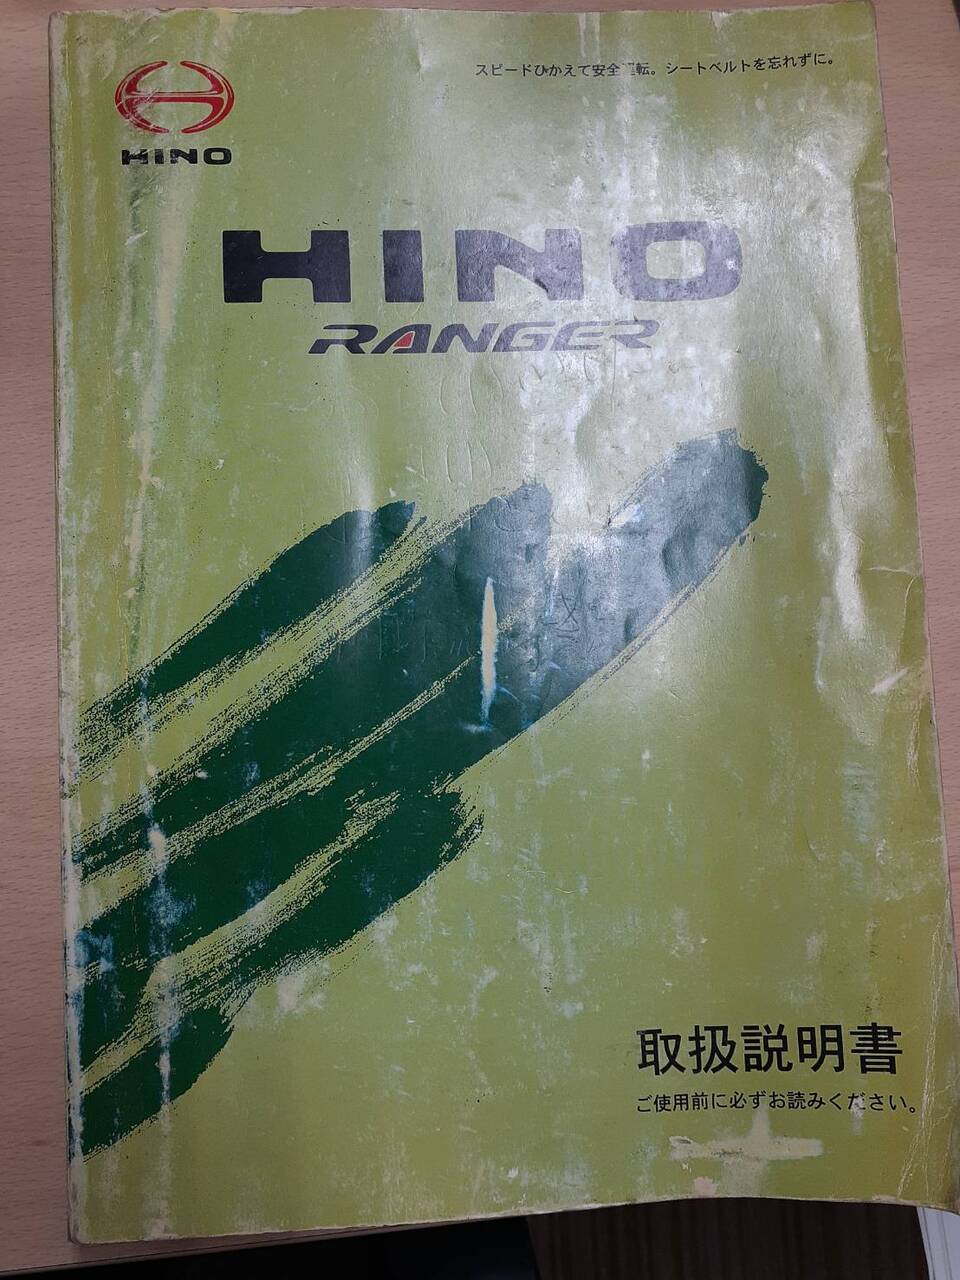 スピードひかえて安全運転。シートベルトを忘れずに。
HINO
HINO
RANGER
取扱説明書
ご使用前に必ずお読みください。